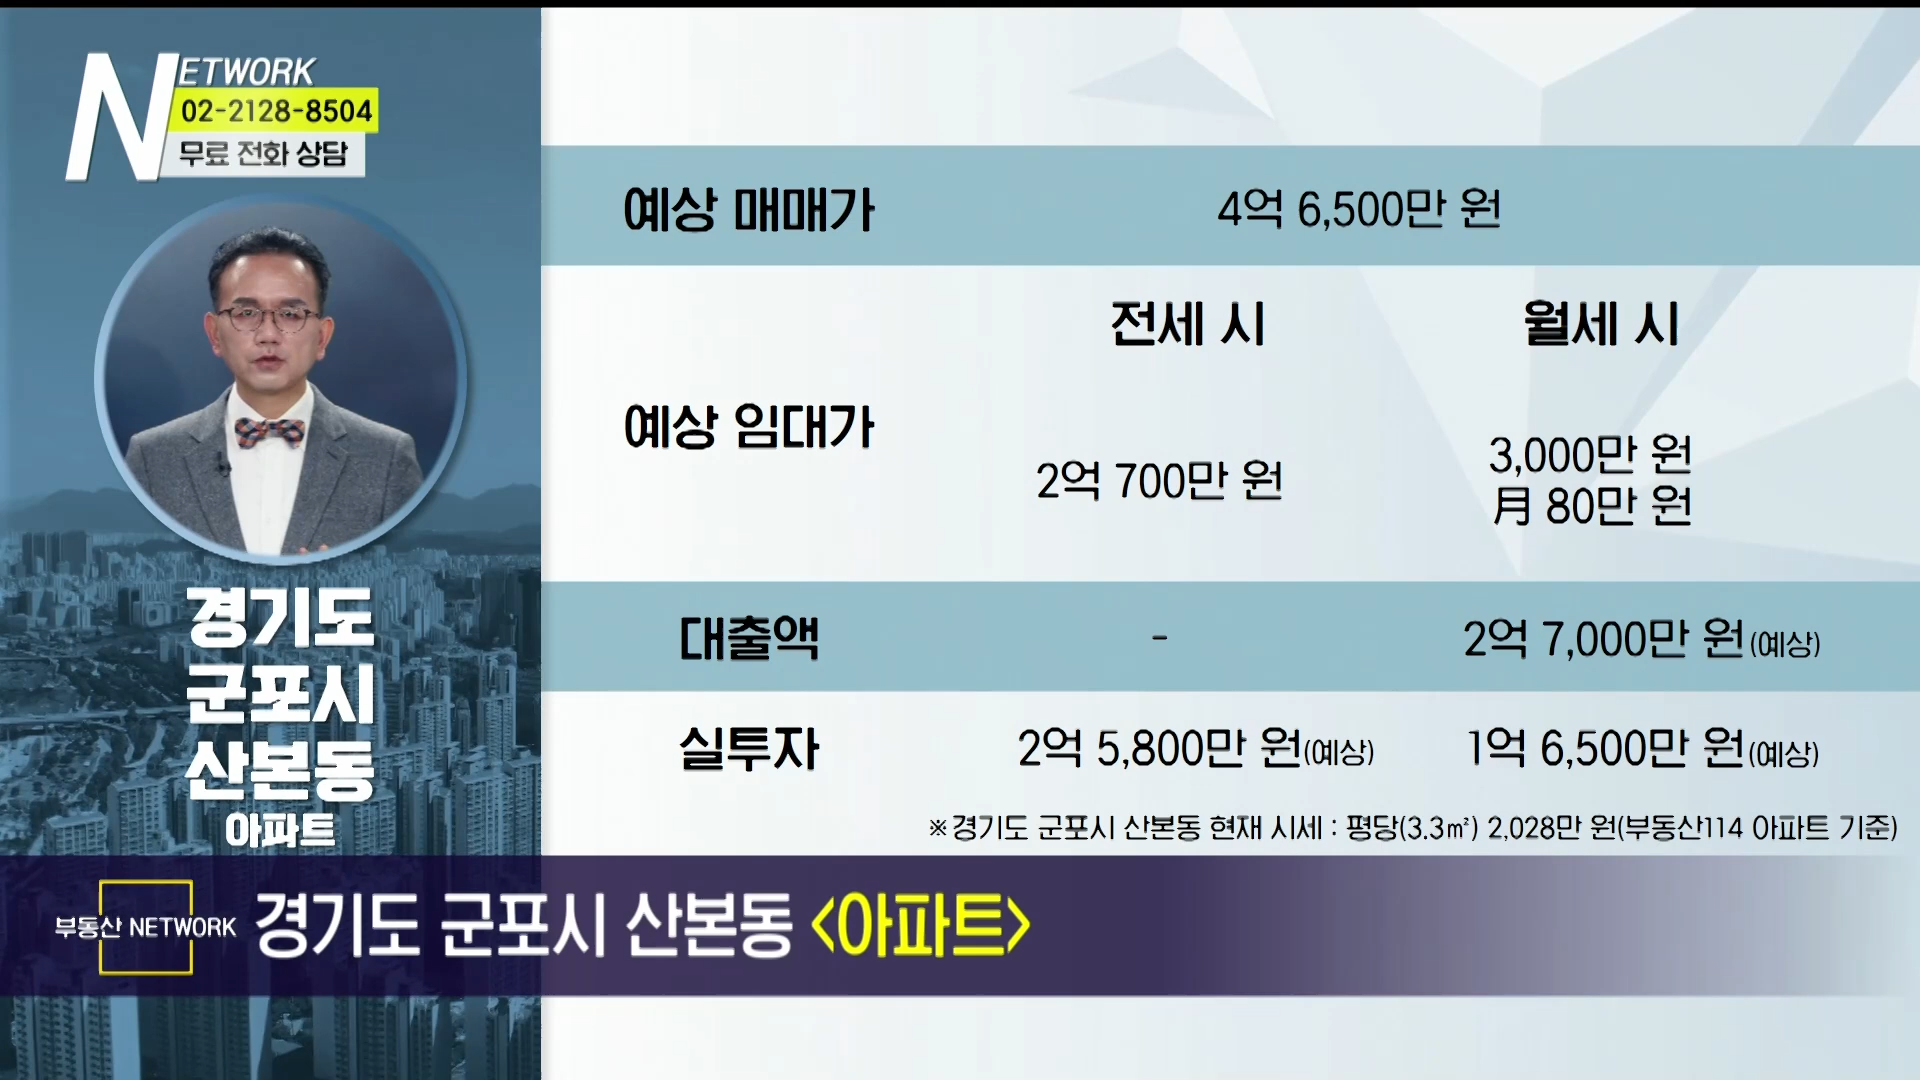 NETWORK
02-2128-8504
무료 전화 상담
경기도
군포시
산본동
아파트
예상 매매가 4억 6,500만 원
전세 시 월세 시
예상 임대가 2억 700만 원 3,000만 원
月 80만 원
대출액 - 2억 7,000만 원(예상)
실투자 2억 5,800만 원(예상) 1억 6,500만 원(예상)
※경기도 군포시 산본동 현재 시세 : 평당(3.3㎡) 2,028만 원(부동산114 아파트 기준)
부동산 NETWORK 경기도 군포시 산본동 <아파트>